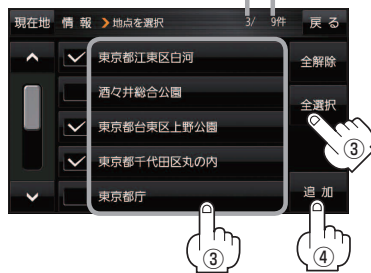 現在地 情報 >地点を選択 3/ 9件 戻る
東京都江東区白河 全解除
酒々井総合公園 全選択
東京都台東区上野公園
③
東京都千代田区丸の内
東京都庁 追加
③ ④